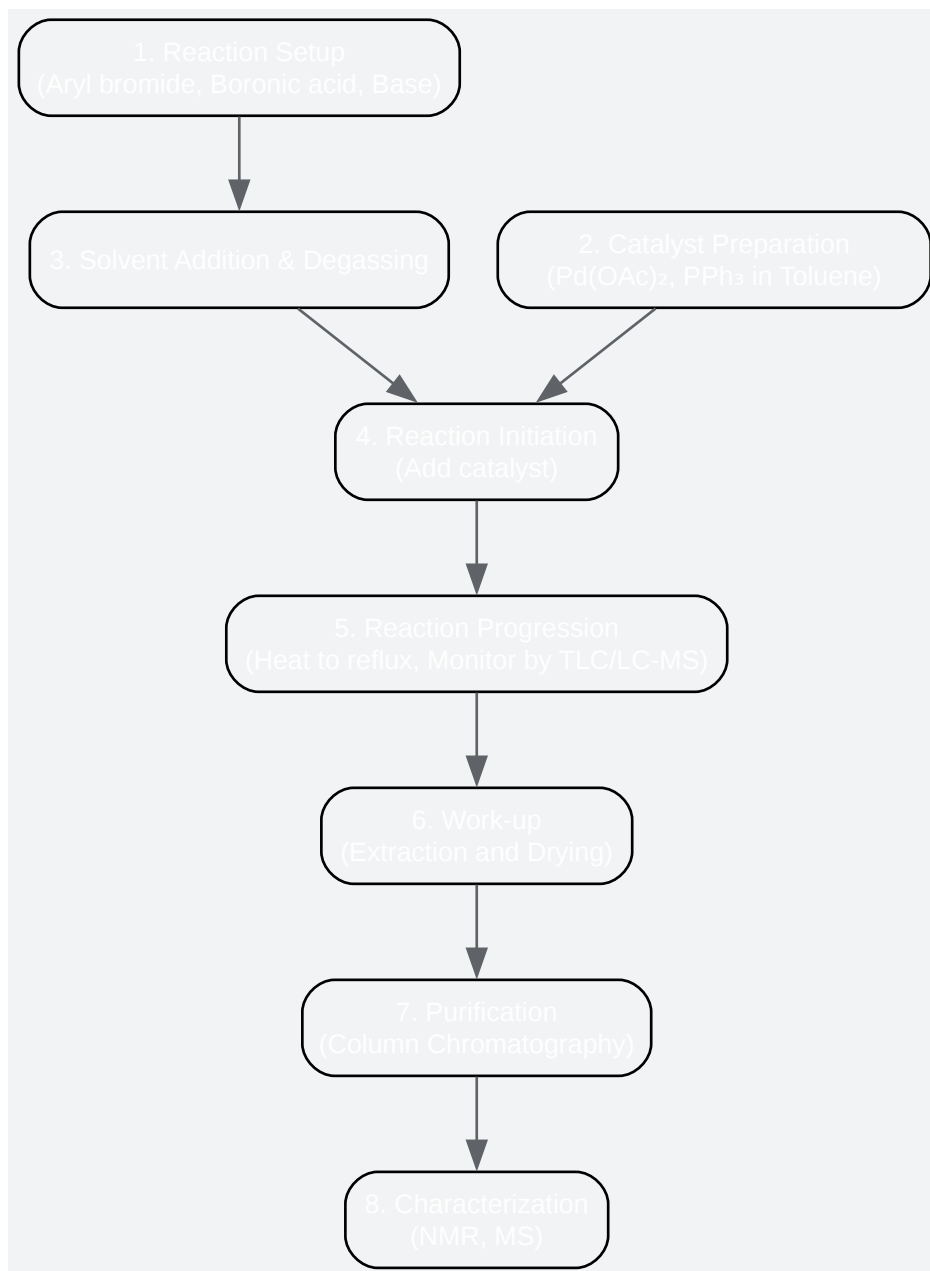 1. Reaction Setup
(Aryl bromide, Boronic acid, Base)
3. Solvent Addition & Degassing
2. Catalyst Preparation
(Pd(OAc)₂, PPh₃ in Toluene)
4. Reaction Initiation
(Add catalyst)
5. Reaction Progression
(Heat to reflux, Monitor by TLC/LC-MS)
6. Work-up
(Extraction and Drying)
7. Purification
(Column Chromatography)
8. Characterization
(NMR, MS)